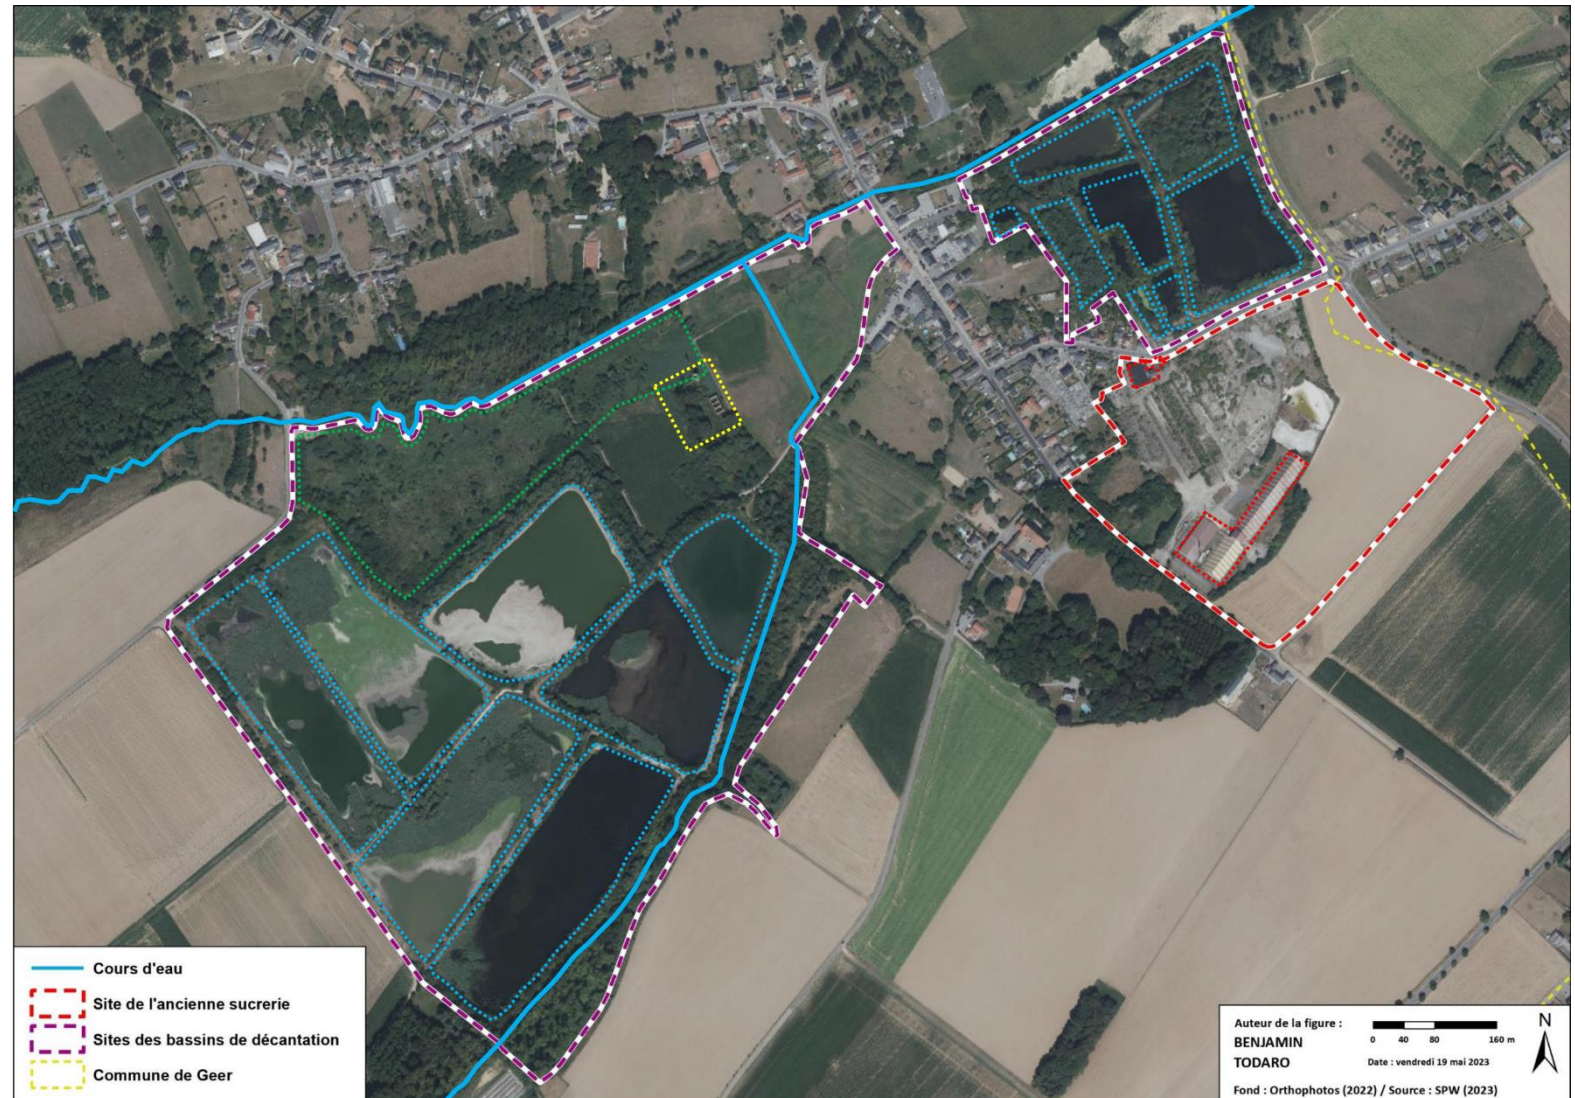 Cours d'eau
Site de l'ancienne sucrerie
Sites des bassins de décantation
Commune de Geer
Auteur de la figure :
BENJAMIN
TODARO
0 40 80 160 m
N
Date : vendredi 19 mai 2023
Fond : Orthophotos (2022) / Source : SPW (2023)